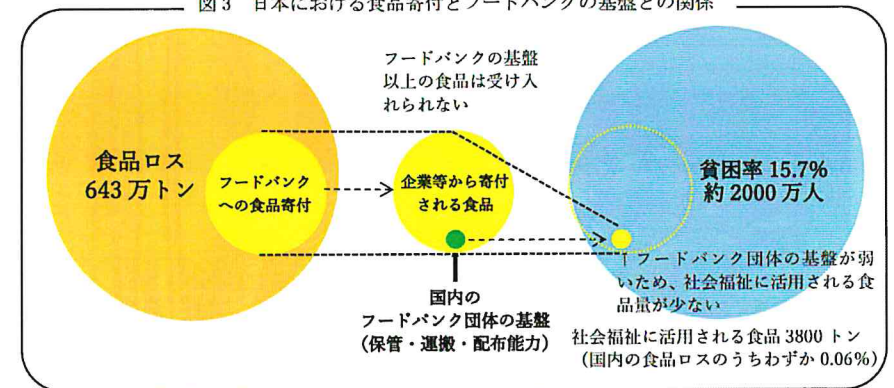 図3　日本における食品寄付とフードバンクの基盤との関係
フードバンクの基盤
以上の食品は受け入
れられない
食品ロス
643万トン
フードバンク
への食品寄付
企業等から寄付
される食品
貧困率 15.7%
約2000万人
国内の
フードバンク団体の基盤
(保管・運搬・配布能力)
↑フードバンク団体の基盤が弱
いため、社会福祉に活用される食
品量が少ない
社会福祉に活用される食品 3800 トン
(国内の食品ロスのうちわずか 0.06%)